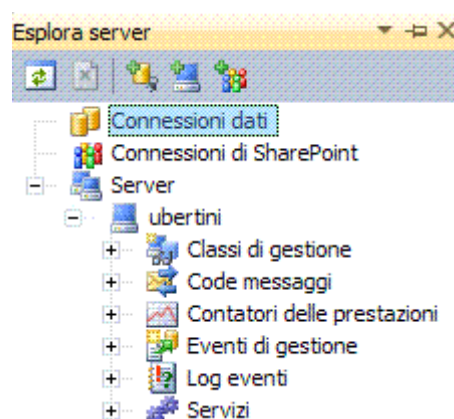 Esplora server
Connessioni dati
Connessioni di SharePoint
Server
ubertini
Classi di gestione
Code messaggi
Contatori delle prestazioni
Eventi di gestione
Log eventi
Servizi